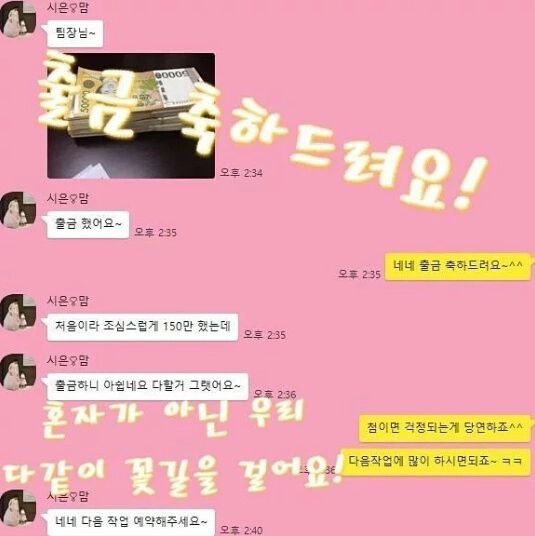 시은♀맘
팀장님~
출금 축하드려요!
오후 2:34
시은♀맘
출금 했어요~
오후 2:35
오후 2:35
네네 출금 축하드려요~^^
시은♀맘
처음이라 조심스럽게 150만 했는데
오후 2:35
시은♀맘
출금하니 아쉽네요 다할거 그랫어요~
오후 2:36
혼자가 아닌 우리
첨이면 걱정되는게 당연하죠^^
다같이 꽃길을 걸어요!
다음작업에 많이 하시면되죠~ ㅋㅋ
시은♀맘
네네 다음 작업 예약해주세요~
오후 2:40